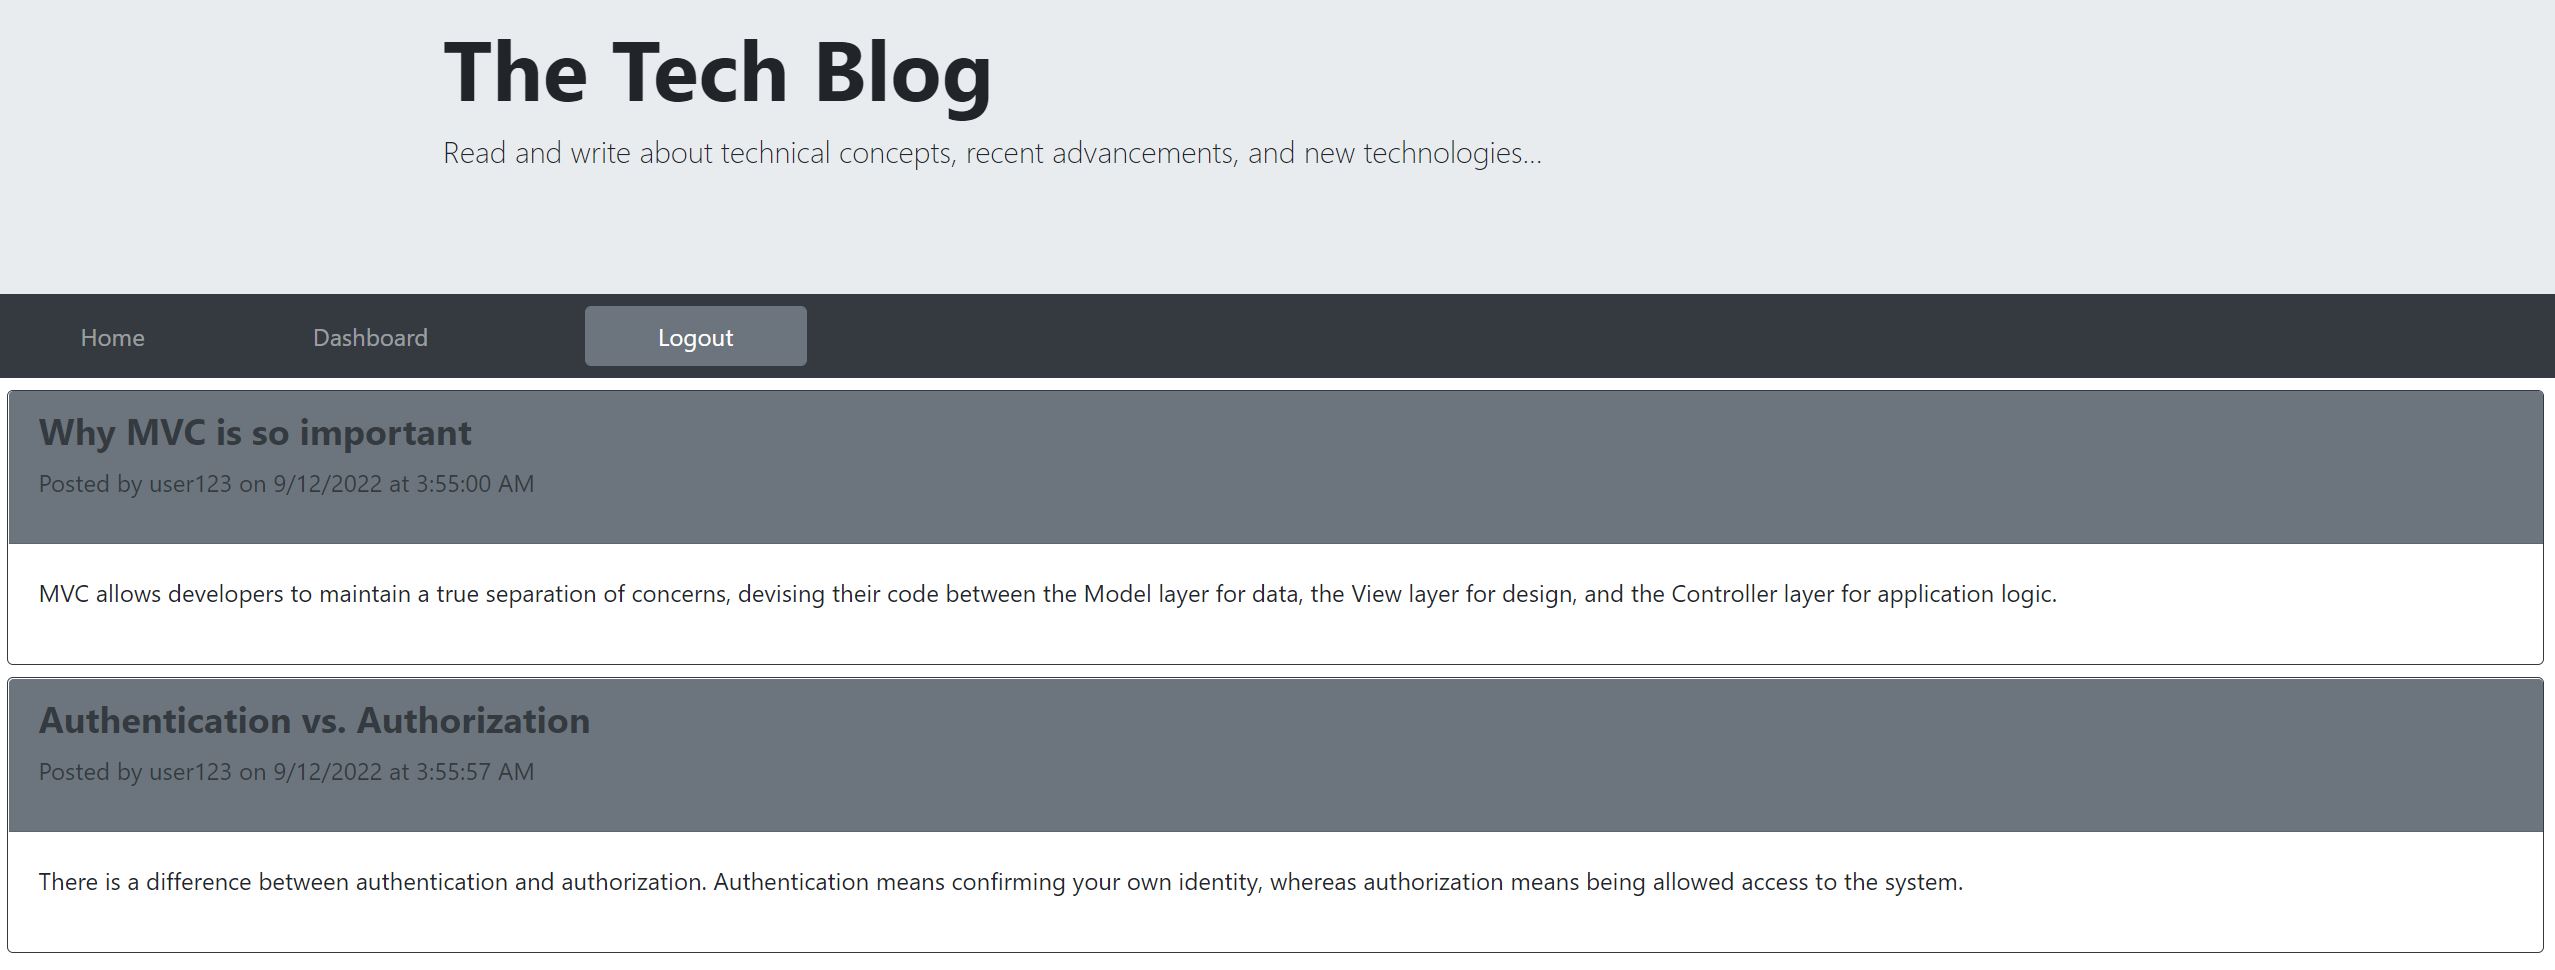 The Tech Blog
Read and write about technical concepts, recent advancements, and new technologies...
Home Dashboard Logout
Why MVC is so important
Posted by user123 on 9/12/2022 at 3:55:00 AM
MVC allows developers to maintain a true separation of concerns, devising their code between the Model layer for data, the View layer for design, and the Controller layer for application logic.
Authentication vs. Authorization
Posted by user123 on 9/12/2022 at 3:55:57 AM
There is a difference between authentication and authorization. Authentication means confirming your own identity, whereas authorization means being allowed access to the system.